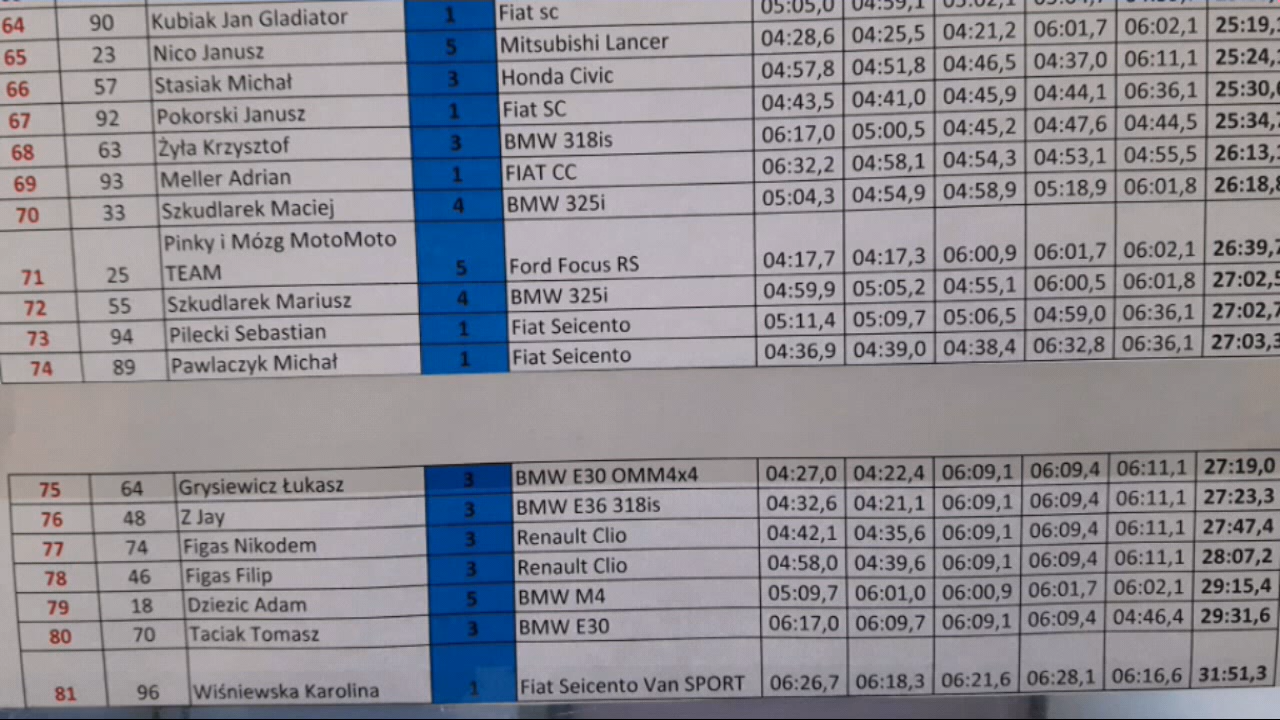 64 90 Kubiak Jan Gladiator 1 Fiat sc 05:05,0 04:59,1
65 23 Nico Janusz 5 Mitsubishi Lancer 04:28,6 04:25,5 04:21,2 06:01,7 06:02,1 25:19,
66 57 Stasiak Michał 3 Honda Civic 04:57,8 04:51,8 04:46,5 04:37,0 06:11,1 25:24,
67 92 Pokorski Janusz 1 Fiat SC 04:43,5 04:41,0 04:45,9 04:44,1 06:36,1 25:30,6
68 63 Żyła Krzysztof 3 BMW 318is 06:17,0 05:00,5 04:45,2 04:47,6 04:44,5 25:34,
69 93 Meller Adrian 1 FIAT CC 06:32,2 04:58,1 04:54,3 04:53,1 04:55,5 26:13,
70 33 Szkudlarek Maciej 4 BMW 325i 05:04,3 04:54,9 04:58,9 05:18,9 06:01,8 26:18,8
Pinky i Mózg MotoMoto
71 25 TEAM 5 Ford Focus RS 04:17,7 04:17,3 06:00,9 06:01,7 06:02,1 26:39,7
72 55 Szkudlarek Mariusz 4 BMW 325i 04:59,9 05:05,2 04:55,1 06:00,5 06:01,8 27:02,5
73 94 Pilecki Sebastian 1 Fiat Seicento 05:11,4 05:09,7 05:06,5 04:59,0 06:36,1 27:02,7
74 89 Pawlaczyk Michał 1 Fiat Seicento 04:36,9 04:39,0 04:38,4 06:32,8 06:36,1 27:03,3
75 64 Grysiewicz Łukasz 3 BMW E30 OMM4x4 04:27,0 04:22,4 06:09,1 06:09,4 06:11,1 27:19,0
76 48 Z Jay 3 BMW E36 318is 04:32,6 04:21,1 06:09,1 06:09,4 06:11,1 27:23,3
77 74 Figas Nikodem 3 Renault Clio 04:42,1 04:35,6 06:09,1 06:09,4 06:11,1 27:47,4
78 46 Figas Filip 3 Renault Clio 04:58,0 04:39,6 06:09,1 06:09,4 06:11,1 28:07,2
79 18 Dziezic Adam 5 BMW M4 05:09,7 06:01,0 06:00,9 06:01,7 06:02,1 29:15,4
80 70 Taciak Tomasz 3 BMW E30 06:17,0 06:09,7 06:09,1 06:09,4 04:46,4 29:31,6
81 96 Wiśniewska Karolina 1 Fiat Seicento Van SPORT 06:26,7 06:18,3 06:21,6 06:28,1 06:16,6 31:51,3